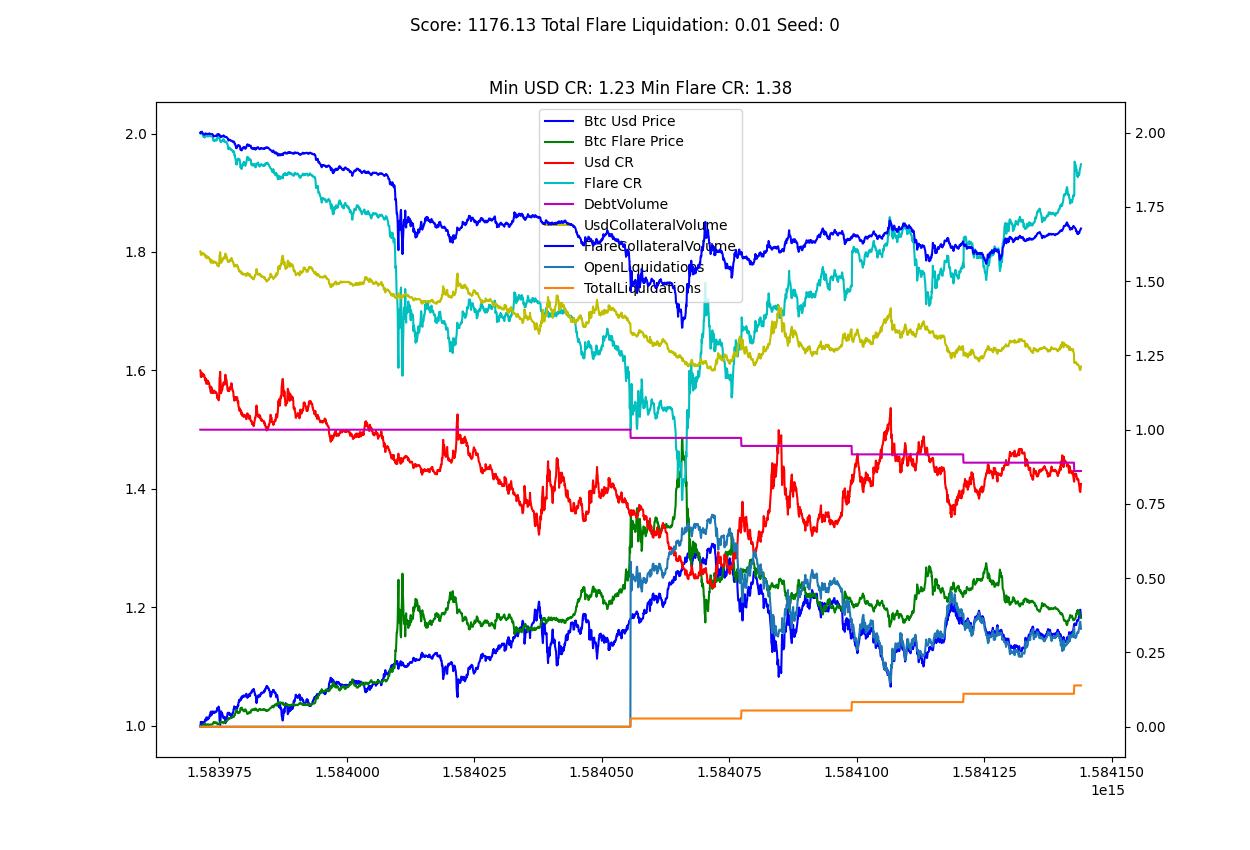 Score: 1176.13 Total Flare Liquidation: 0.01 Seed: 0
Min USD CR: 1.23 Min Flare CR: 1.38
Btc Usd Price
Btc Flare Price
Usd CR
Flare CR
DebtVolume
UsdCollateralVolume
FlareCollateralVolume
OpenLiquidations
TotalLiquidations
2.0
1.8
1.6
1.4
1.2
1.0
2.00
1.75
1.50
1.25
1.00
0.75
0.50
0.25
0.00
1.583975 1.584000 1.584025 1.584050 1.584075 1.584100 1.584125 1.584150
1e15